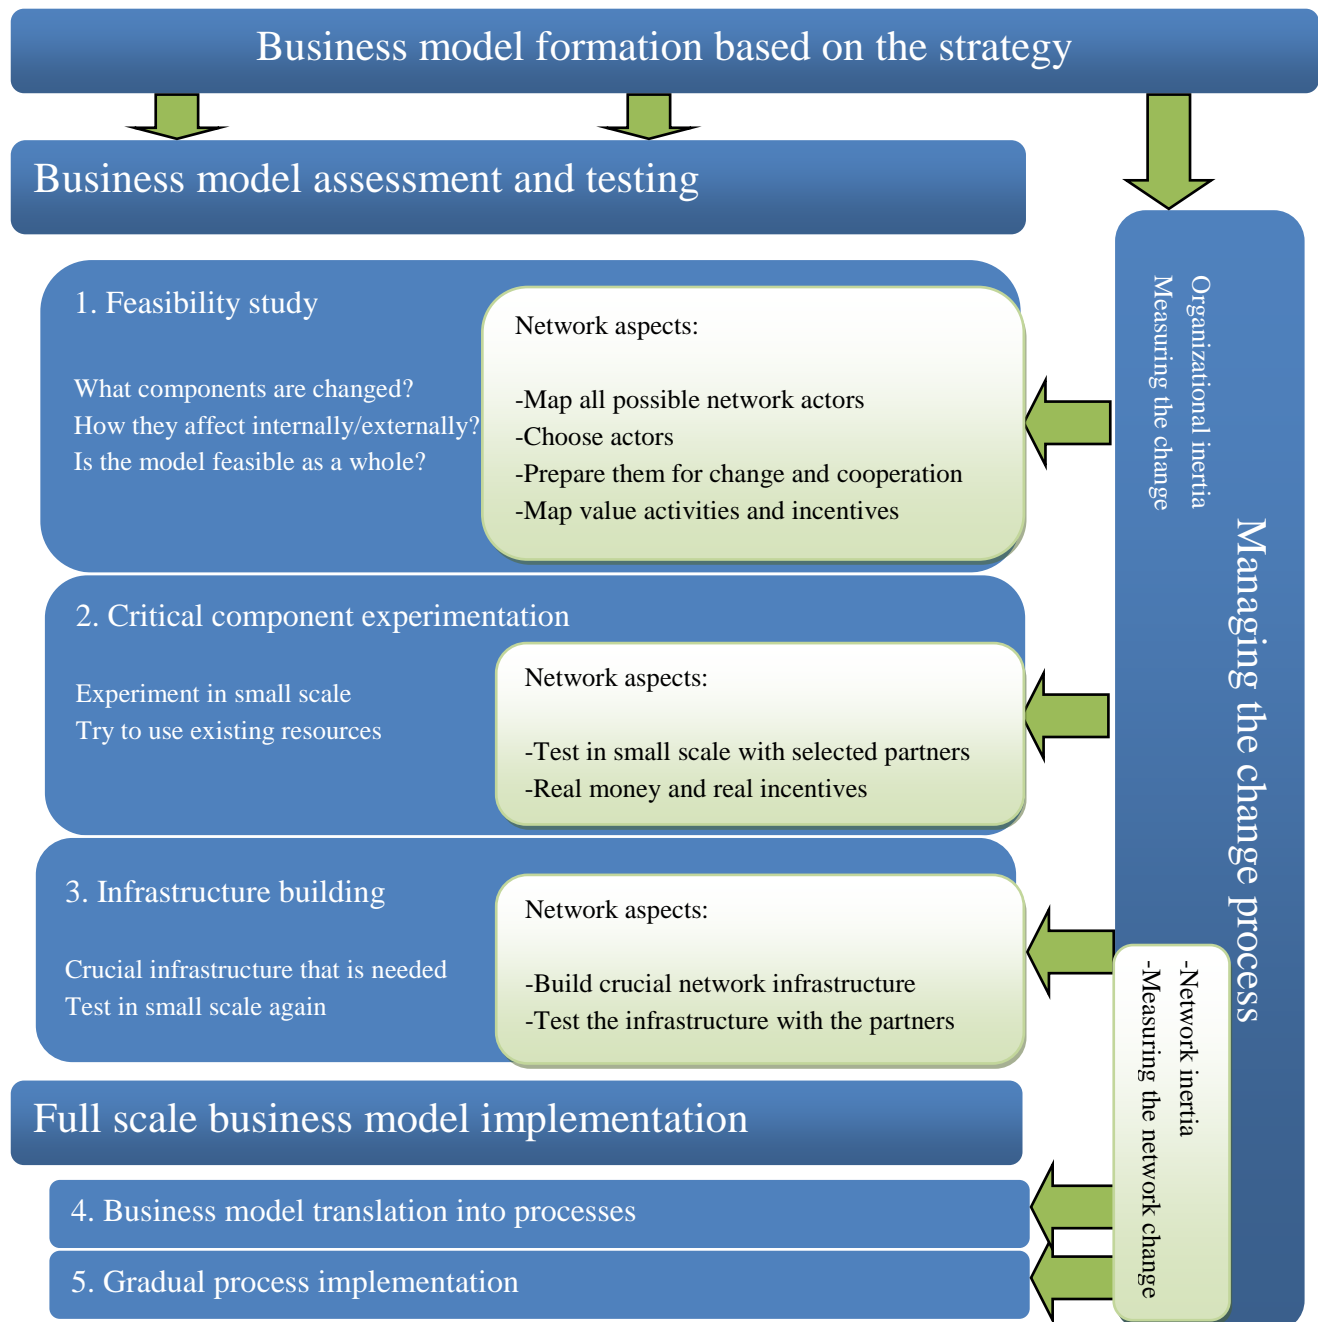 Business model formation based on the strategy
Business model assessment and testing
1. Feasibility study
What components are changed?
How they affect internally/externally?
Is the model feasible as a whole?
Network aspects:
-Map all possible network actors
-Choose actors
-Prepare them for change and cooperation
-Map value activities and incentives
2. Critical component experimentation
Experiment in small scale
Try to use existing resources
Network aspects:
-Test in small scale with selected partners
-Real money and real incentives
3. Infrastructure building
Crucial infrastructure that is needed
Test in small scale again
Network aspects:
-Build crucial network infrastructure
-Test the infrastructure with the partners
Full scale business model implementation
4. Business model translation into processes
5. Gradual process implementation
Managing the change process
Organizational inertia
Measuring the change
-Network inertia
-Measuring the network change